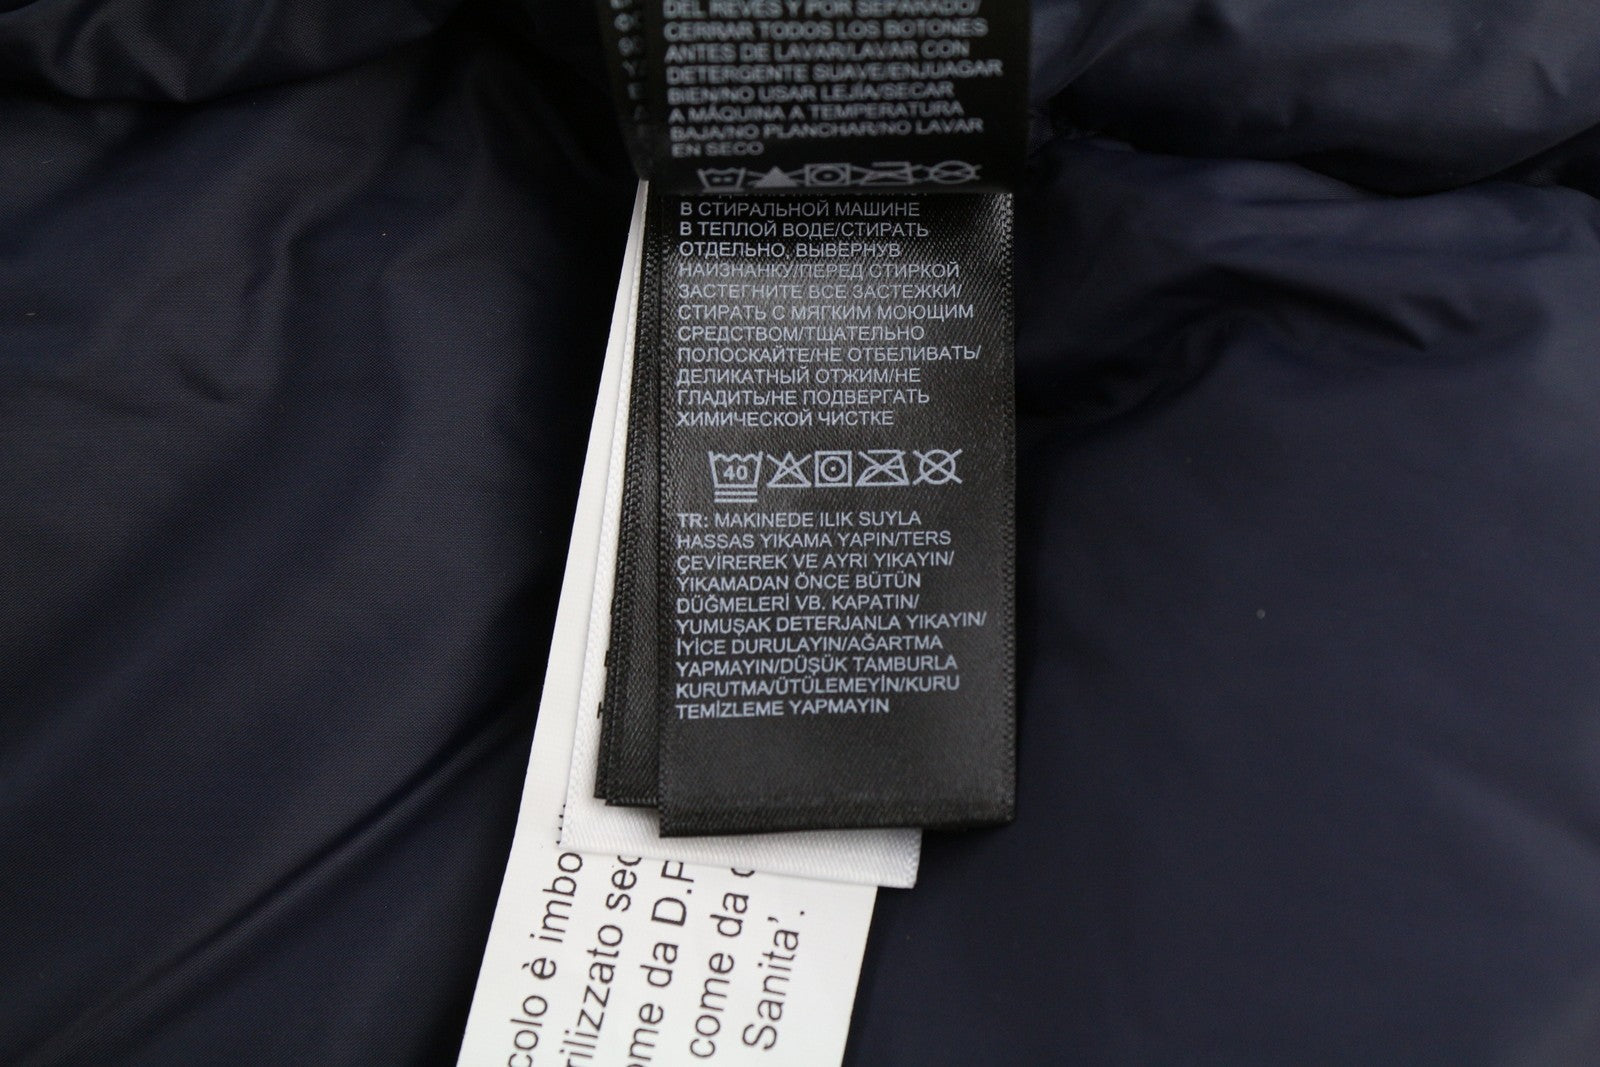 DEL REVÉS Y POR SEPARADO/
CERRAR TODOS LOS BOTONES
ANTES DE LAVAR/LAVAR CON
DETERGENTE SUAVE/ENJUAGAR
BIEN/NO USAR LEJÍA/SECAR
A MÁQUINA A TEMPERATURA
BAJA/NO PLANCHAR/NO LAVAR
EN SECO
В СТИРАЛЬНОЙ МАШИНЕ
В ТЕПЛОЙ ВОДЕ/СТИРАТЬ
ОТДЕЛЬНО, ВЫВЕРНУВ
НАИЗНАНКУ/ПЕРЕД СТИРКОЙ
ЗАСТЕГНИТЕ ВСЕ ЗАСТЕЖКИ/
СТИРАТЬ С МЯГКИМ МОЮЩИМ
СРЕДСТВОМ/ТЩАТЕЛЬНО
ПОЛОСКАЙТЕ/НЕ ОТБЕЛИВАТЬ/
ДЕЛИКАТНЫЙ ОТЖИМ/НЕ
ГЛАДИТЬ/НЕ ПОДВЕРГАТЬ
ХИМИЧЕСКОЙ ЧИСТКЕ
40
TR: MAKINEDE ILIK SUYLA
HASSAS YIKAMA YAPIN/TERS
ÇEVİREREK VE AYRI YIKAYIN/
YIKAMADAN ÖNCE BÜTÜN
DÜĞMELERİ VB. KAPATIN/
YUMUŞAK DETERJANLA YIKAYIN/
İYİCE DURULAYIN/AĞARTMA
YAPMAYIN/DÜŞÜK TAMBURLA
KURUTMA/ÜTÜLEMEYİN/KURU
TEMİZLEME YAPMAYIN
colo è imbo
rilizzato sec
ome da D.P
come da
Sanita'.